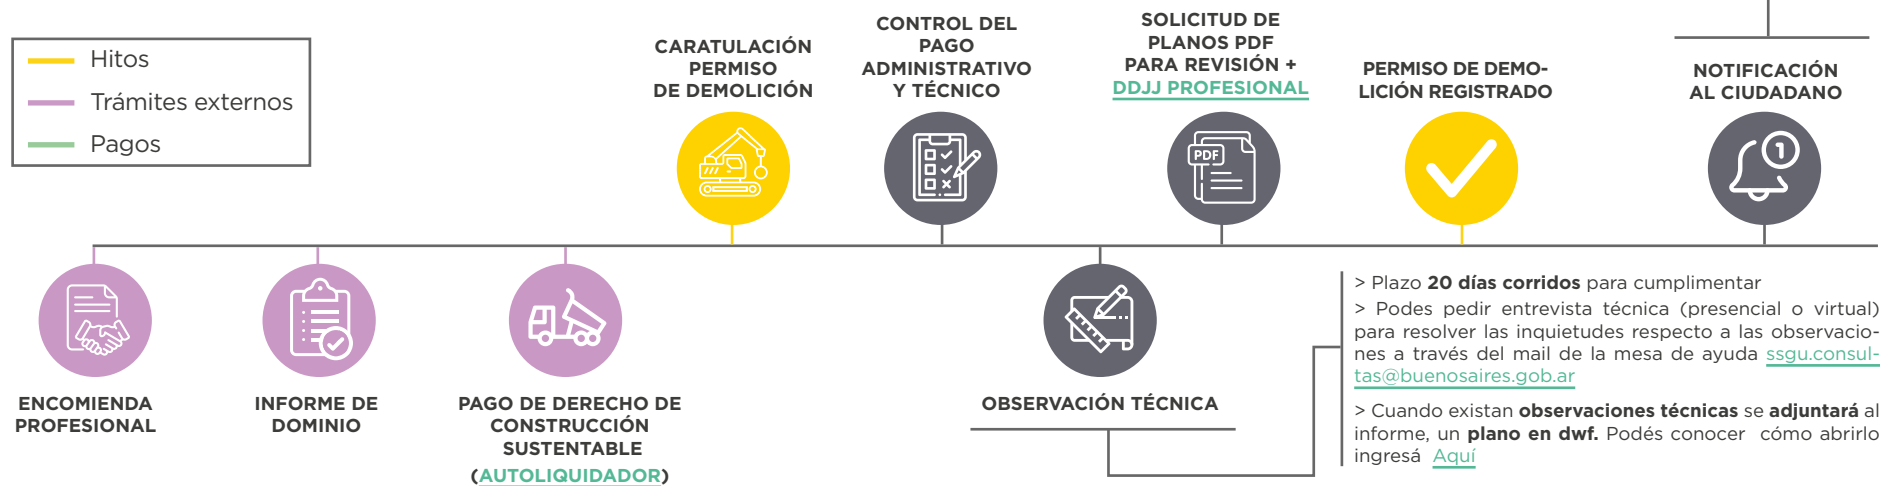 Hitos
Trámites externos
Pagos
CARATULACIÓN
PERMISO
DE DEMOLICIÓN
CONTROL DEL
PAGO
ADMINISTRATIVO
Y TÉCNICO
SOLICITUD DE
PLANOS PDF
PARA REVISIÓN +
DDJJ PROFESIONAL
PDF
PERMISO DE DEMO-
LICIÓN REGISTRADO
NOTIFICACIÓN
AL CIUDADANO
1
ENCOMIENDA
PROFESIONAL
INFORME DE
DOMINIO
PAGO DE DERECHO DE
CONSTRUCCIÓN
SUSTENTABLE
(AUTOLIQUIDADOR)
OBSERVACIÓN TÉCNICA
> Plazo 20 días corridos para cumplimentar
> Podes pedir entrevista técnica (presencial o virtual)
para resolver las inquietudes respecto a las observacio-
nes a través del mail de la mesa de ayuda ssgu.consul-
tas@buenosaires.gob.ar
> Cuando existan observaciones técnicas se adjuntará al
informe, un plano en dwf. Podés conocer cómo abrirlo
ingresá Aquí